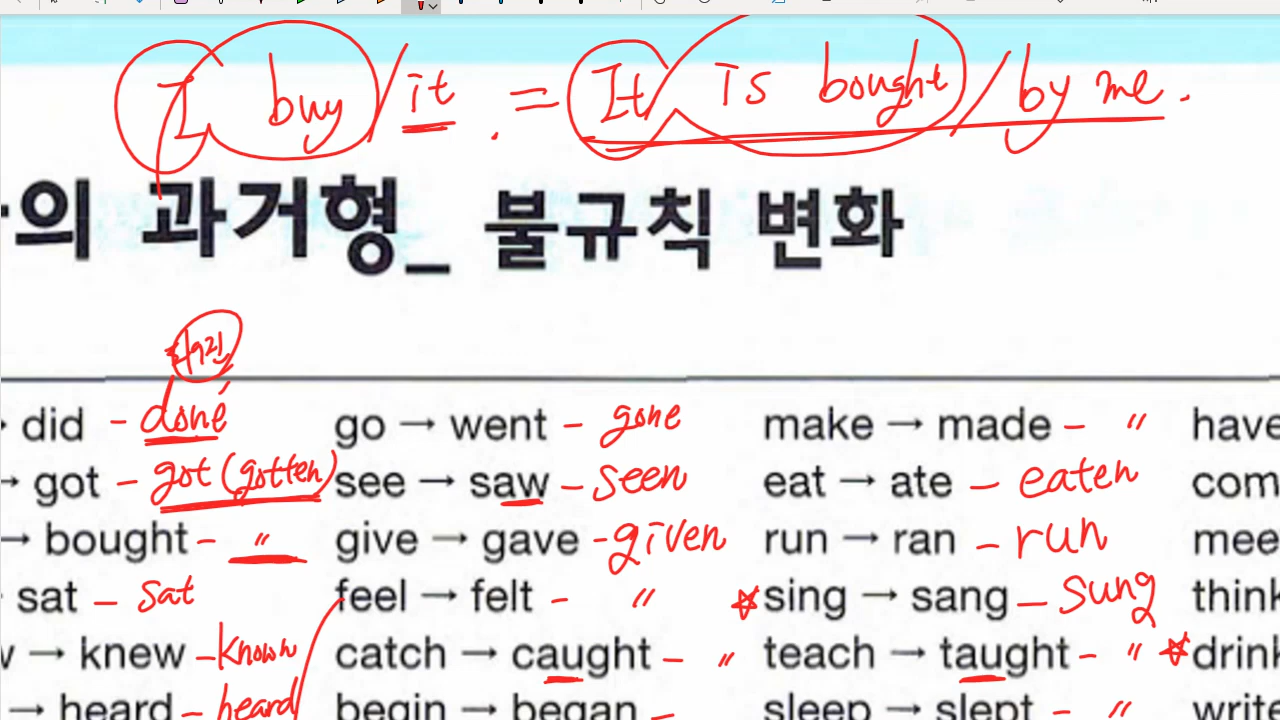 I buy / it. = It is bought / by me.
의 과거형_ 불규칙 변화
did - done go → went - gone make → made - " have
→ got - got (gotten) see → saw - seen eat → ate - eaten com
→ bought - " give → gave - given run → ran - run mee
sat - sat feel → felt - " ☆ sing → sang - sung think
w → knew - known catch → caught - " teach → taught - " ☆ drink
→ heard - heard begin → began - sleep → slept - " write